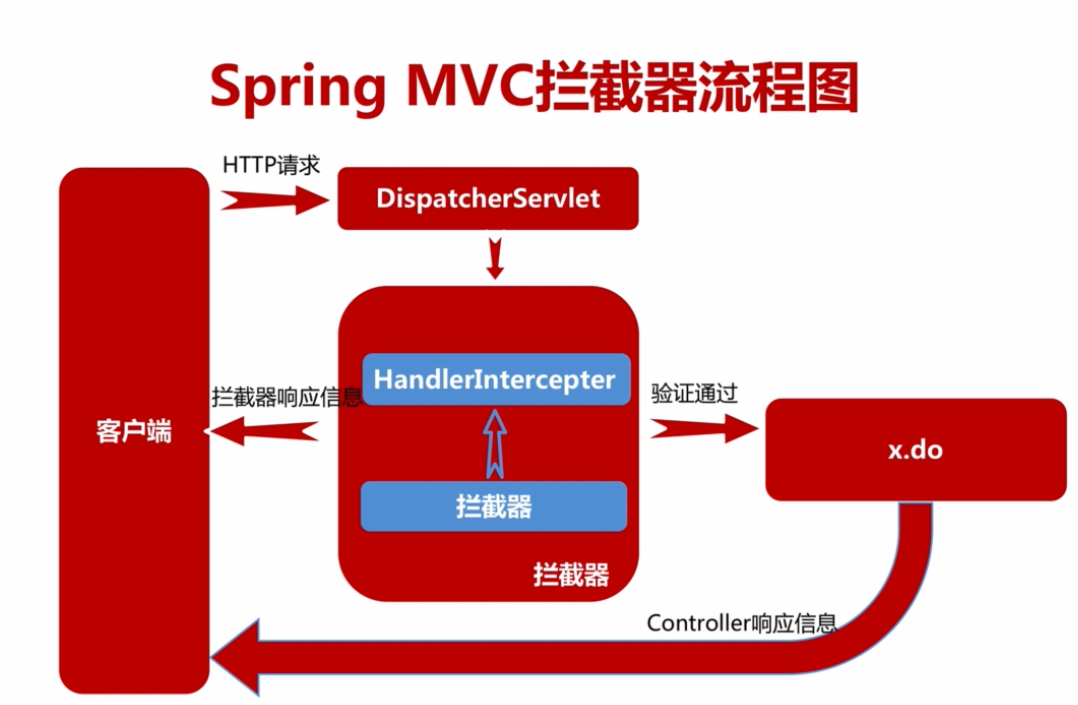 Spring MVC拦截器流程图
HTTP请求
DispatcherServlet
HandlerIntercepter
拦截器响应信息
验证通过
客户端
x.do
拦截器
拦截器
Controller响应信息